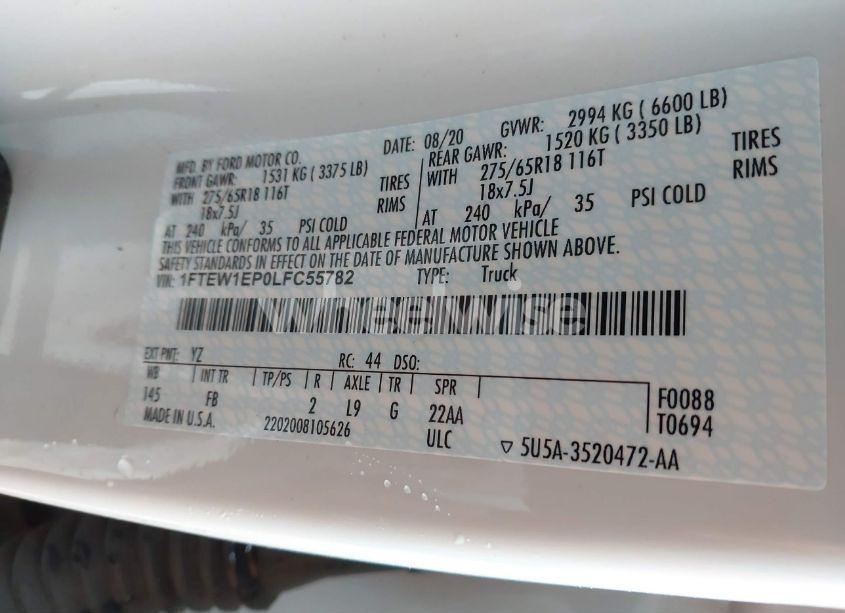 MFD. BY FORD MOTOR CO. DATE: 08/20 GVWR: 2994 KG ( 6600 LB)
FRONT GAWR: 1531 KG ( 3375 LB) REAR GAWR: 1520 KG ( 3350 LB)
WITH 275/65R18 116T TIRES WITH 275/65R18 116T TIRES
18x7.5J RIMS 18x7.5J RIMS
AT 240 kPa/ 35 PSI COLD AT 240 kPa/ 35 PSI COLD
THIS VEHICLE CONFORMS TO ALL APPLICABLE FEDERAL MOTOR VEHICLE
SAFETY STANDARDS IN EFFECT ON THE DATE OF MANUFACTURE SHOWN ABOVE.
VIN: 1FTEW1EP0LFC55782 TYPE: Truck
wheelwise
EXT PNT: YZ RC: 44 DSO:
WB INT TR TP/PS R AXLE TR SPR F0088
145 FB 2 L9 G 22AA T0694
MADE IN U.S.A. 2202008105626 ULC ▽ 5U5A-3520472-AA